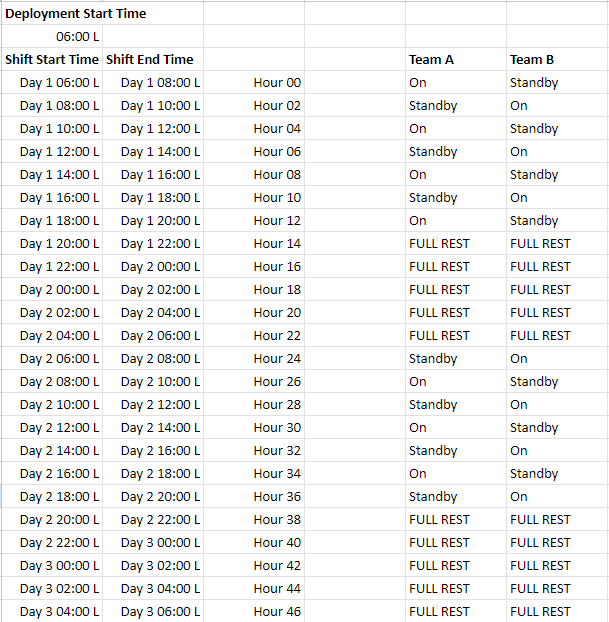 Deployment Start Time
06:00 L
Shift Start Time Shift End Time Team A Team B
Day 1 06:00 L Day 1 08:00 L Hour 00 On Standby
Day 1 08:00 L Day 1 10:00 L Hour 02 Standby On
Day 1 10:00 L Day 1 12:00 L Hour 04 On Standby
Day 1 12:00 L Day 1 14:00 L Hour 06 Standby On
Day 1 14:00 L Day 1 16:00 L Hour 08 On Standby
Day 1 16:00 L Day 1 18:00 L Hour 10 Standby On
Day 1 18:00 L Day 1 20:00 L Hour 12 On Standby
Day 1 20:00 L Day 1 22:00 L Hour 14 FULL REST FULL REST
Day 1 22:00 L Day 2 00:00 L Hour 16 FULL REST FULL REST
Day 2 00:00 L Day 2 02:00 L Hour 18 FULL REST FULL REST
Day 2 02:00 L Day 2 04:00 L Hour 20 FULL REST FULL REST
Day 2 04:00 L Day 2 06:00 L Hour 22 FULL REST FULL REST
Day 2 06:00 L Day 2 08:00 L Hour 24 Standby On
Day 2 08:00 L Day 2 10:00 L Hour 26 On Standby
Day 2 10:00 L Day 2 12:00 L Hour 28 Standby On
Day 2 12:00 L Day 2 14:00 L Hour 30 On Standby
Day 2 14:00 L Day 2 16:00 L Hour 32 Standby On
Day 2 16:00 L Day 2 18:00 L Hour 34 On Standby
Day 2 18:00 L Day 2 20:00 L Hour 36 Standby On
Day 2 20:00 L Day 2 22:00 L Hour 38 FULL REST FULL REST
Day 2 22:00 L Day 3 00:00 L Hour 40 FULL REST FULL REST
Day 3 00:00 L Day 3 02:00 L Hour 42 FULL REST FULL REST
Day 3 02:00 L Day 3 04:00 L Hour 44 FULL REST FULL REST
Day 3 04:00 L Day 3 06:00 L Hour 46 FULL REST FULL REST